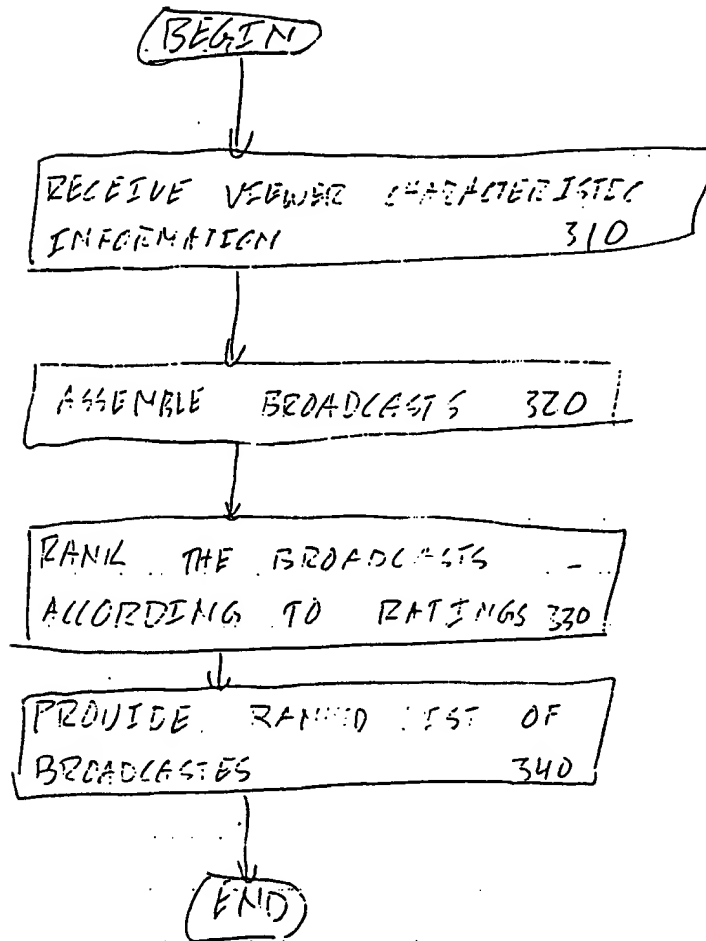 BEGIN
RECEIVE VIEWER CHARACTERISTIC
INFORMATION 310
ASSEMBLE BROADCASTS 320
RANK THE BROADCASTS
ACCORDING TO RATINGS 330
PROVIDE RANKED LIST OF
BROADCASTES 340
END